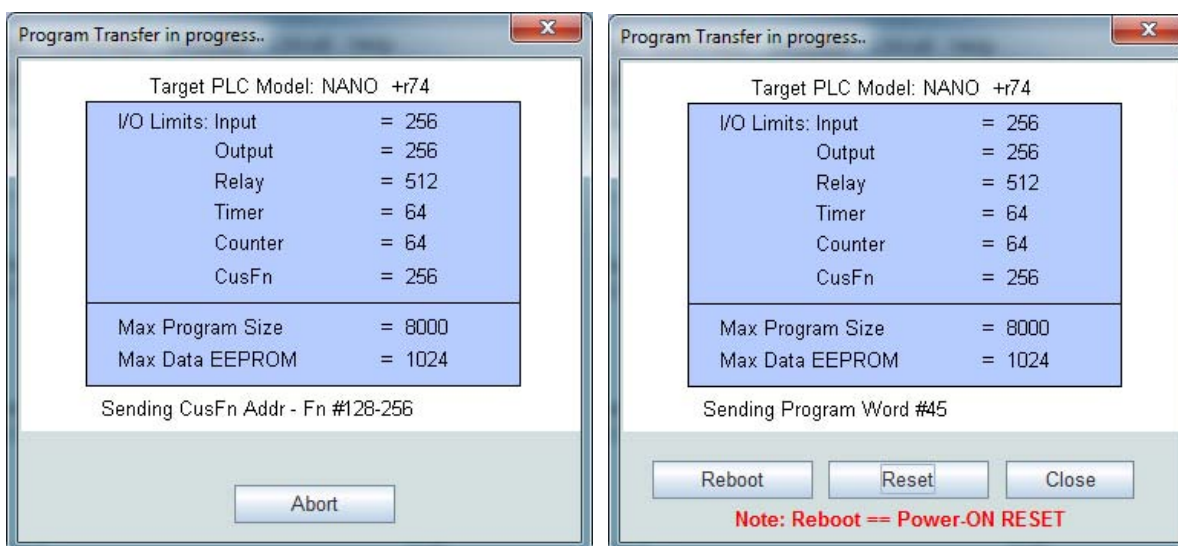 Program Transfer in progress..
Target PLC Model: NANO +r74
I/O Limits: Input = 256
Output = 256
Relay = 512
Timer = 64
Counter = 64
CusFn = 256
Max Program Size = 8000
Max Data EEPROM = 1024
Sending CusFn Addr - Fn #128-256
Abort
Program Transfer in progress..
Target PLC Model: NANO +r74
I/O Limits: Input = 256
Output = 256
Relay = 512
Timer = 64
Counter = 64
CusFn = 256
Max Program Size = 8000
Max Data EEPROM = 1024
Sending Program Word #45
Reboot Reset Close
Note: Reboot == Power-ON RESET